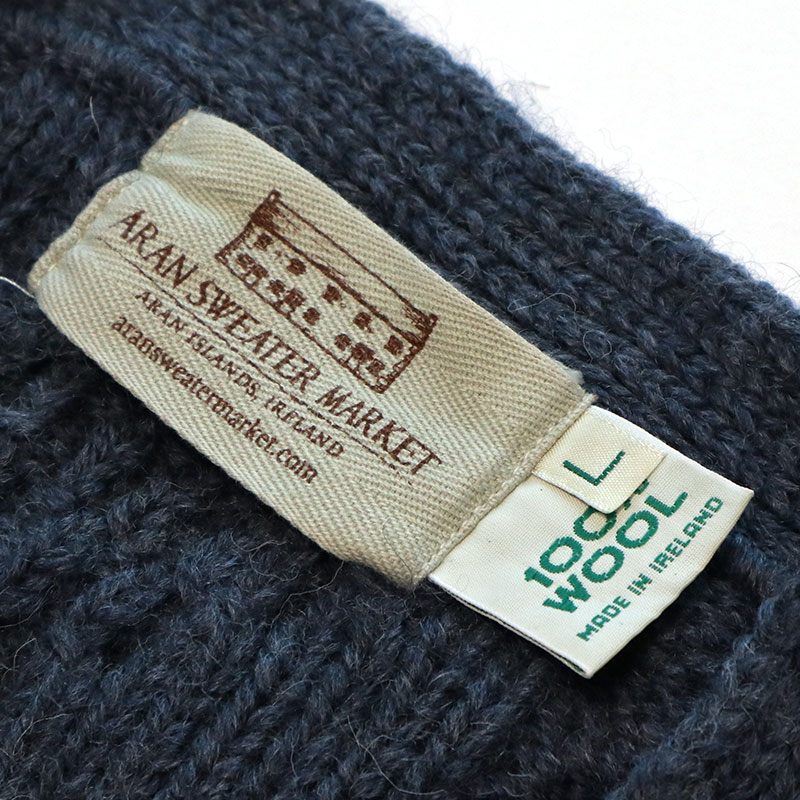 ARAN SWEATER MARKET
ARAN ISLANDS, IRELAND
aransweatermarket.com
L
100%
WOOL
MADE IN IRELAND